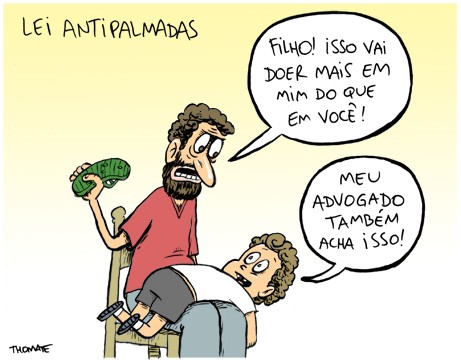 LEI ANTIPALMADAS
FILHO! ISSO VAI
DOER MAIS EM
MIM DO QUE
EM VOCÊ!
MEU
ADVOGADO
TAMBÉM
ACHA ISSO!
THOMATE